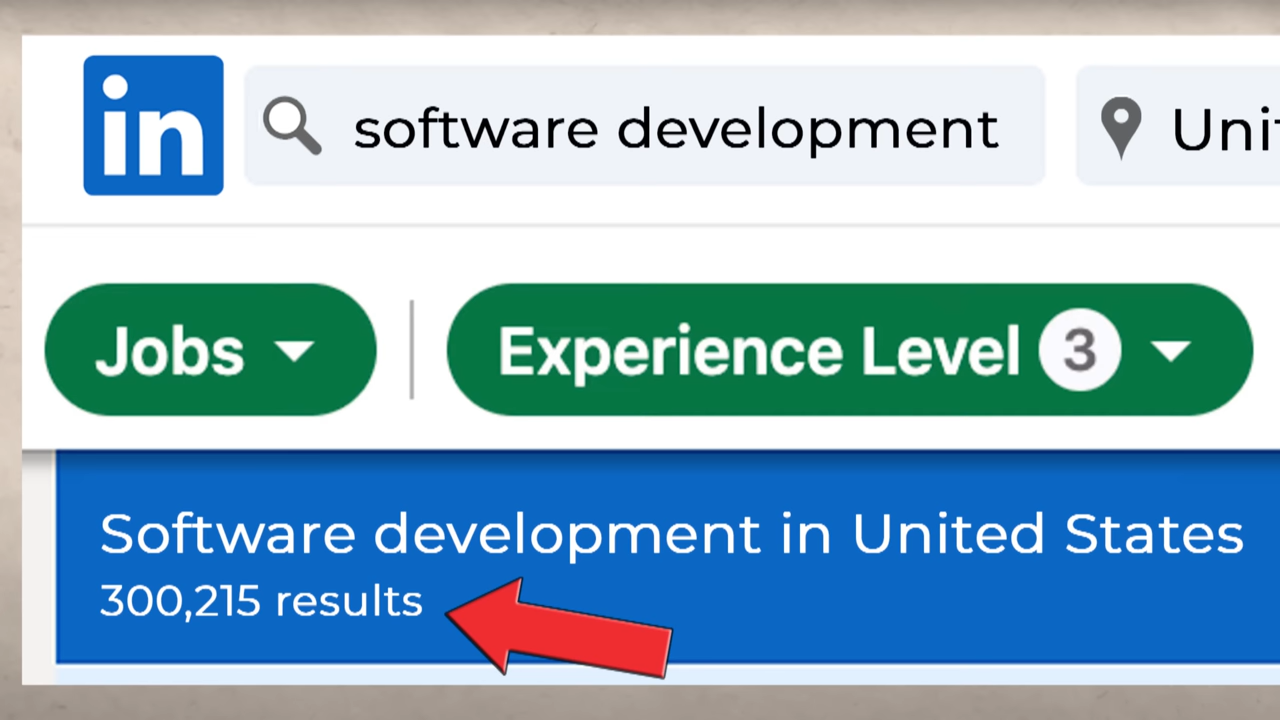 in
software development
Unit
Jobs
Experience Level 3
Software development in United States
300,215 results